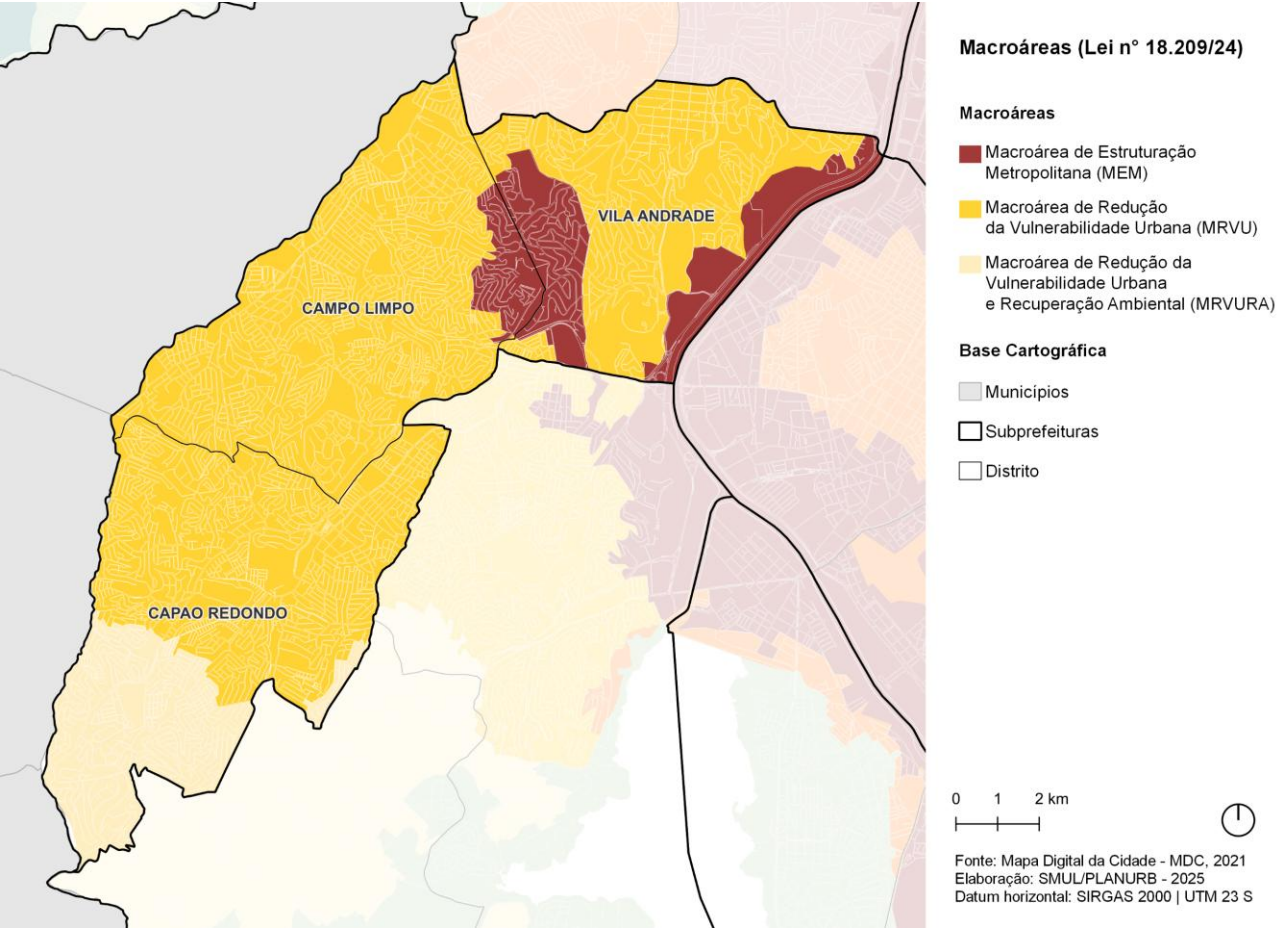 VILA ANDRADE
CAMPO LIMPO
CAPAO REDONDO
Macroáreas (Lei n° 18.209/24)
Macroáreas
Macroárea de Estruturação
Metropolitana (MEM)
Macroárea de Redução
da Vulnerabilidade Urbana (MRVU)
Macroárea de Redução da
Vulnerabilidade Urbana
e Recuperação Ambiental (MRVURA)
Base Cartográfica
Municípios
Subprefeituras
Distrito
0 1 2 km
Fonte: Mapa Digital da Cidade - MDC, 2021
Elaboração: SMUL/PLANURB - 2025
Datum horizontal: SIRGAS 2000 | UTM 23 S